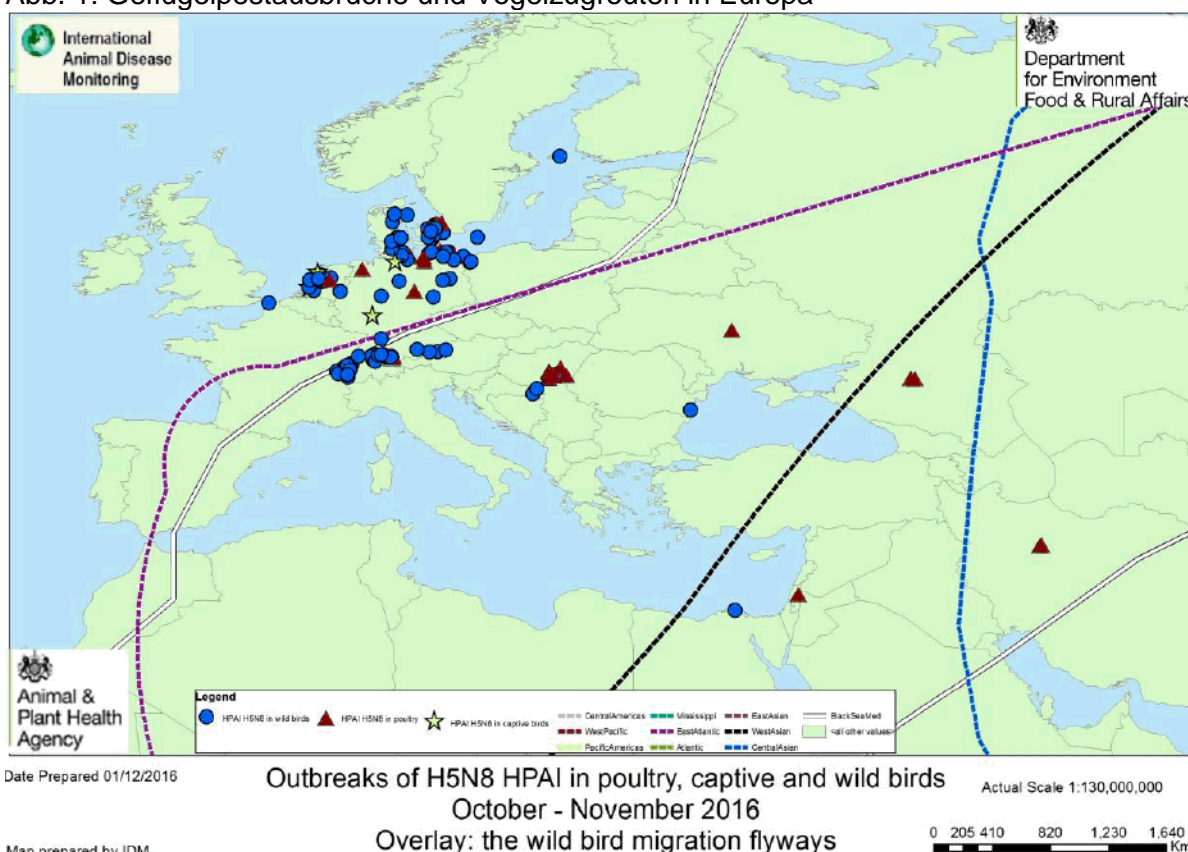 Abb. 1: Geflügelpestausbrüche und Vogelzugrouten in Europa
International
Animal Disease
Monitoring
Department
for Environment
Food & Rural Affairs
Animal &
Plant Health
Agency
Legend
HPAI H5N8 in wild birds
HPAI H5N8 in poultry
HPAI H5N8 in captive birds
CentralAmericas
Mississippi
EastAsian
BlackSeaMed
WestPacific
EastAtlantic
WestAsian
<all other values>
PacificAmericas
Atlantic
CentralAsian
Date Prepared 01/12/2016
Outbreaks of H5N8 HPAI in poultry, captive and wild birds
Actual Scale 1:130,000,000
October - November 2016
Overlay: the wild bird migration flyways
0 205 410 820 1,230 1,640
Km
Map prepared by IDM